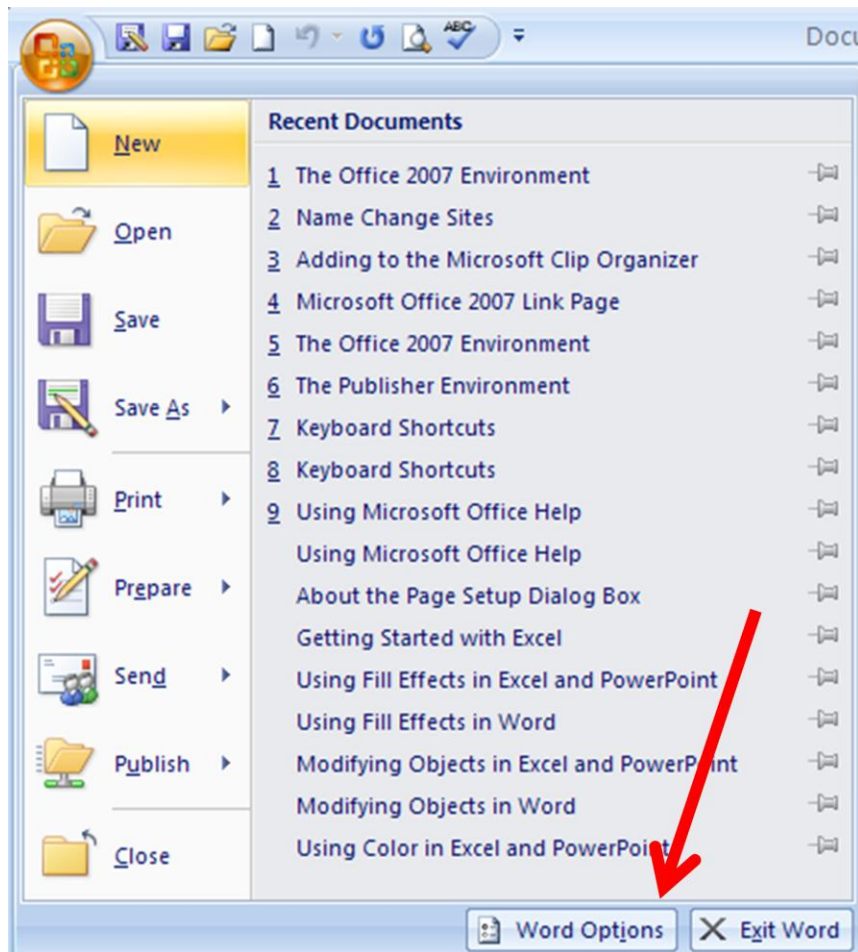 ABC
Docu
New
Open
Save
Save As
Print
Prepare
Send
Publish
Close
Recent Documents
1 The Office 2007 Environment
2 Name Change Sites
3 Adding to the Microsoft Clip Organizer
4 Microsoft Office 2007 Link Page
5 The Office 2007 Environment
6 The Publisher Environment
7 Keyboard Shortcuts
8 Keyboard Shortcuts
9 Using Microsoft Office Help
Using Microsoft Office Help
About the Page Setup Dialog Box
Getting Started with Excel
Using Fill Effects in Excel and PowerPoint
Using Fill Effects in Word
Modifying Objects in Excel and PowerPoint
Modifying Objects in Word
Using Color in Excel and PowerPoint
Word Options
Exit Word